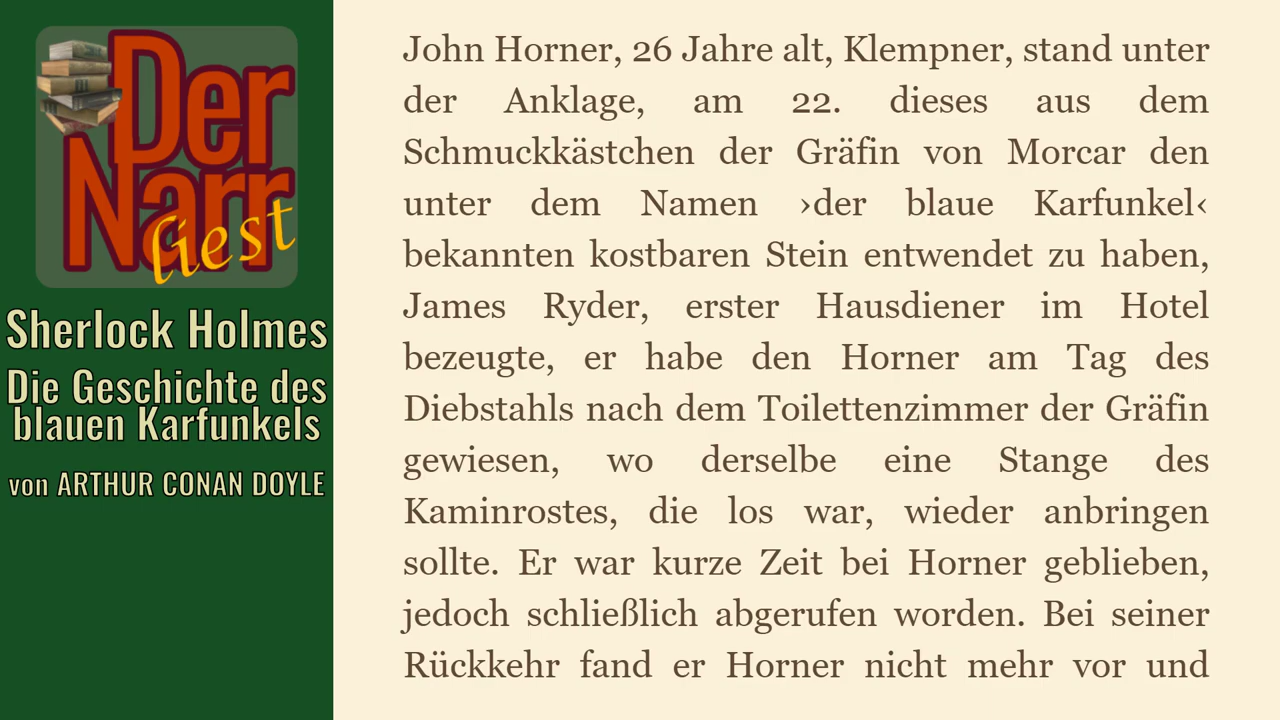 Der
Narr
liest
Sherlock Holmes
Die Geschichte des
blauen Karfunkels
von ARTHUR CONAN DOYLE
John Horner, 26 Jahre alt, Klempner, stand unter
der Anklage, am 22. dieses aus dem
Schmuckkästchen der Gräfin von Morcar den
unter dem Namen ›der blaue Karfunkel‹
bekannten kostbaren Stein entwendet zu haben,
James Ryder, erster Hausdiener im Hotel
bezeugte, er habe den Horner am Tag des
Diebstahls nach dem Toilettenzimmer der Gräfin
gewiesen, wo derselbe eine Stange des
Kaminrostes, die los war, wieder anbringen
sollte. Er war kurze Zeit bei Horner geblieben,
jedoch schließlich abgerufen worden. Bei seiner
Rückkehr fand er Horner nicht mehr vor und